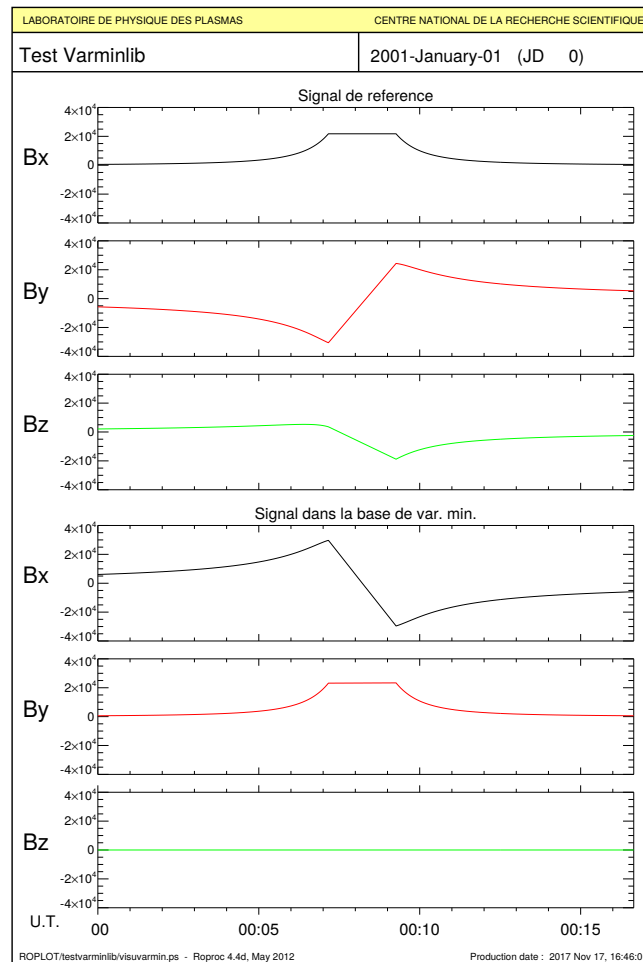 LABORATOIRE DE PHYSIQUE DES PLASMAS CENTRE NATIONAL DE LA RECHERCHE SCIENTIFIQUE
Test Varminlib 2001-January-01 (JD 0)
Signal de reference
4×10⁴
2×10⁴
Bx
0
-2×10⁴
-4×10⁴
4×10⁴
2×10⁴
By
0
-2×10⁴
-4×10⁴
4×10⁴
2×10⁴
Bz
0
-2×10⁴
-4×10⁴
Signal dans la base de var. min.
4×10⁴
2×10⁴
Bx
0
-2×10⁴
-4×10⁴
4×10⁴
2×10⁴
By
0
-2×10⁴
-4×10⁴
4×10⁴
2×10⁴
Bz
0
-2×10⁴
-4×10⁴
U.T. 00 00:05 00:10 00:15
ROPLOT/testvarminlib/visuvarmin.ps - Roproc 4.4d, May 2012 Production date : 2017 Nov 17, 16:46:0